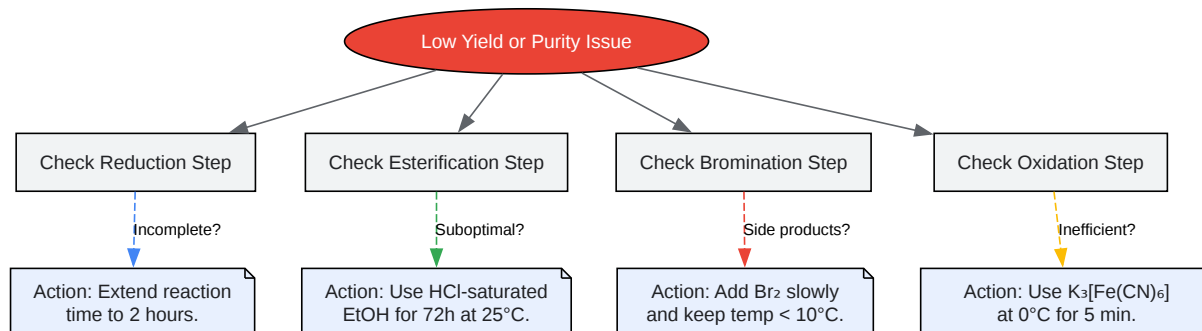 Low Yield or Purity Issue
Check Reduction Step
Check Esterification Step
Check Bromination Step
Check Oxidation Step
Incomplete?
Suboptimal?
Side products?
Inefficient?
Action: Extend reaction
time to 2 hours.
Action: Use HCl-saturated
EtOH for 72h at 25°C.
Action: Add Br₂ slowly
and keep temp < 10°C.
Action: Use K₃[Fe(CN)₆]
at 0°C for 5 min.